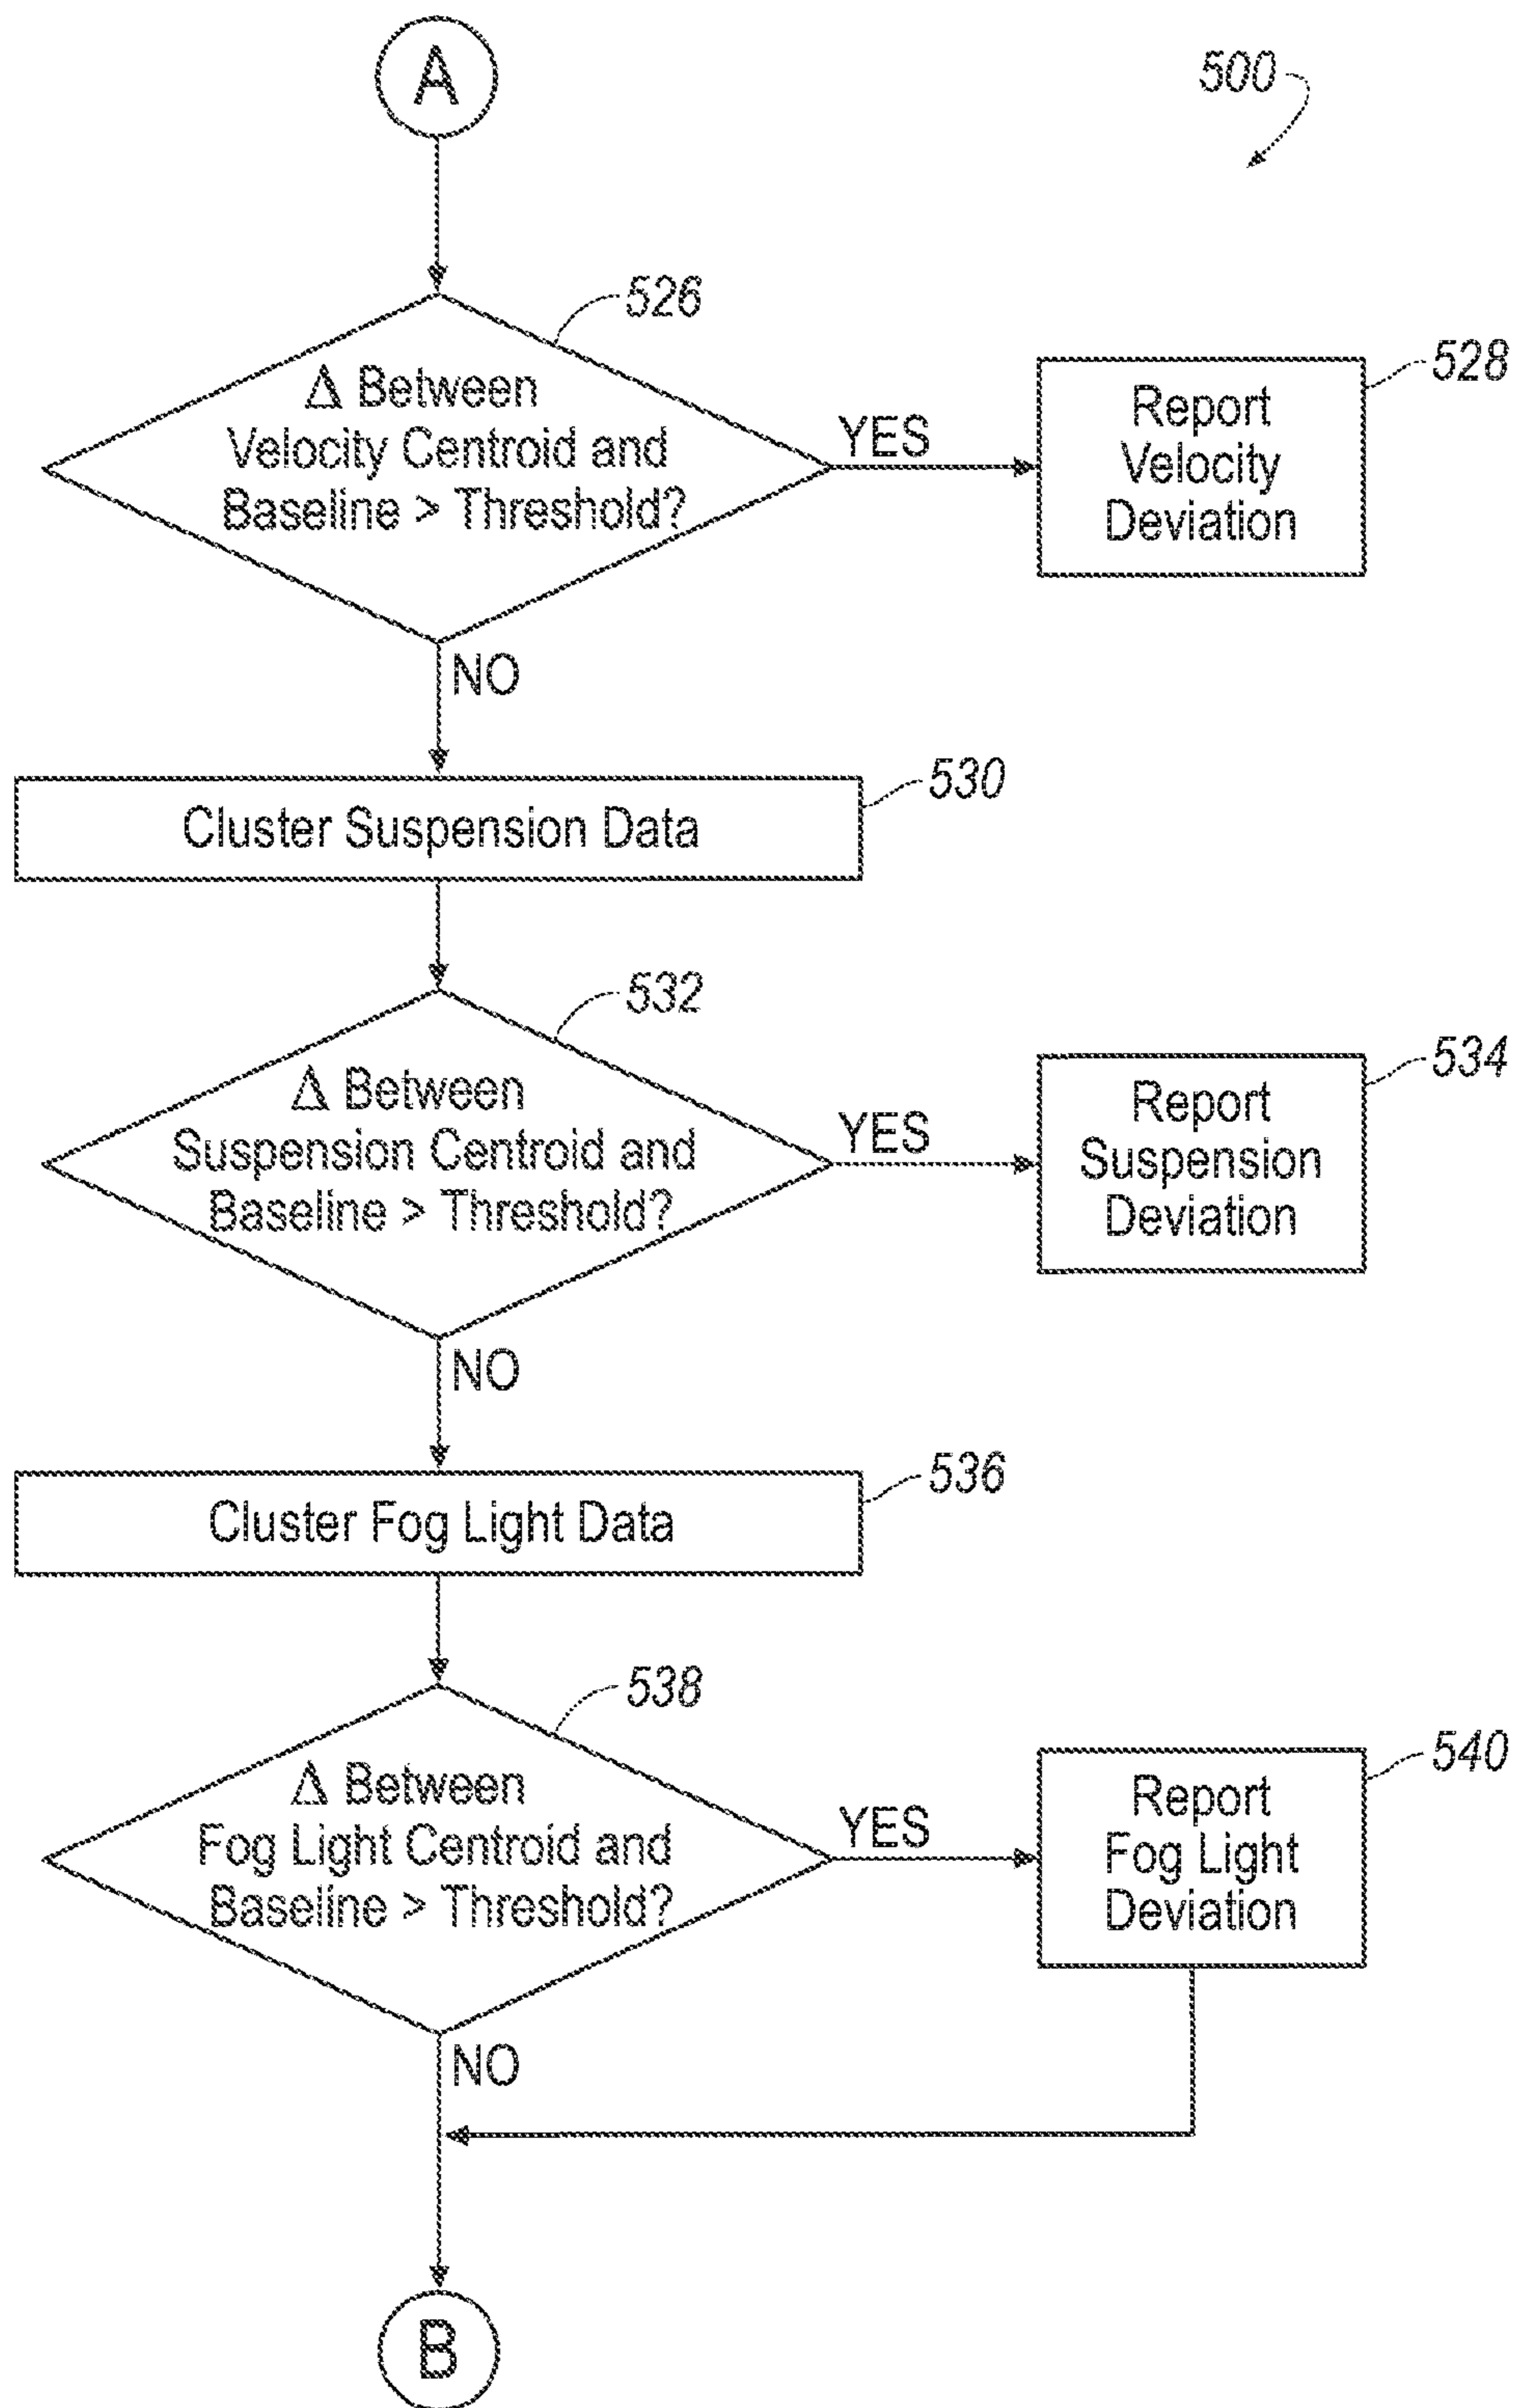 A
500
526
Δ Between
Velocity Centroid and
Baseline > Threshold?
YES
528
Report
Velocity
Deviation
NO
530
Cluster Suspension Data
532
Δ Between
Suspension Centroid and
Baseline > Threshold?
YES
534
Report
Suspension
Deviation
NO
536
Cluster Fog Light Data
538
Δ Between
Fog Light Centroid and
Baseline > Threshold?
YES
540
Report
Fog Light
Deviation
NO
B